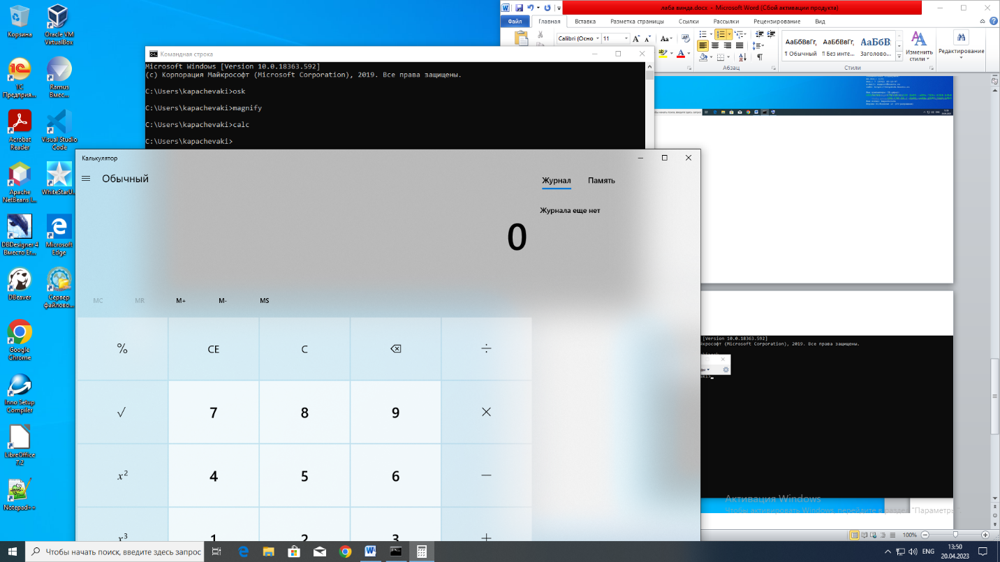 Корзина
Oracle VM VirtualBox
1С Предприя...
Ramus Вмес...
Acrobat Reader
Visual Studio Code
Apache NetBeans I...
WhiteStarU...
DBDesigner 4 Вместо Er...
Microsoft Edge
DBeaver
Сервер файлово...
Google Chrome
Inno Setup Compiler
LibreOffice 7.2
Notepad++
лаба винда.docx - Microsoft Word (Сбой активации продукта)
Файл Главная Вставка Разметка страницы Ссылки Рассылки Рецензирование Вид
Calibri (Осно 11
АаБбВвГг, АаБбВвГг, АаБбВ
¶ Обычный ¶ Без инте... Заголово...
Изменить стили
Редактирование
Абзац Стили
Командная строка
Microsoft Windows [Version 10.0.18363.592]
(c) Корпорация Майкрософт (Microsoft Corporation), 2019. Все права защищены.
C:\Users\kapachevaki>osk
C:\Users\kapachevaki>magnify
C:\Users\kapachevaki>calc
C:\Users\kapachevaki>
Калькулятор
Обычный
Журнал Память
Журнала еще нет
0
MC MR M+ M- MS
% CE C ÷
√ 7 8 9 ×
x² 4 5 6 −
x³ 1 2 3 +
[Version 10.0.18363.592]
крософт (Microsoft Corporation), 2019. Все права защищены.
Активация Windows
Чтобы активировать Windows, перейдите в раздел "Параметры".
100%
Чтобы начать поиск, введите здесь запрос
ENG
13:50
20.04.2023